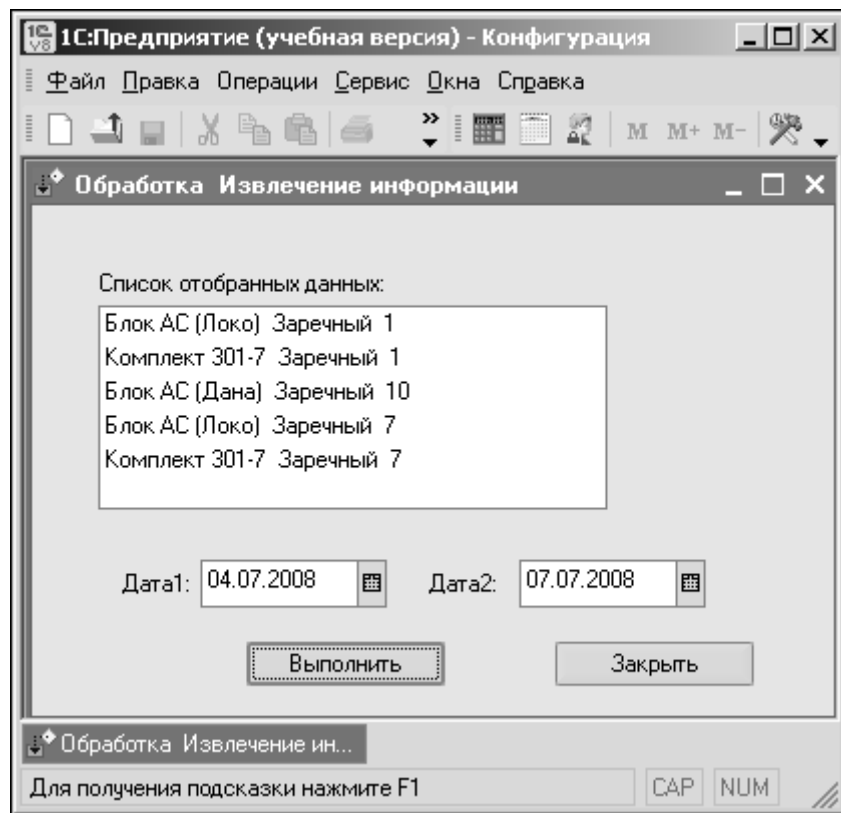 1С:Предприятие (учебная версия) - Конфигурация
Файл Правка Операции Сервис Окна Справка
M M+ M-
Обработка Извлечение информации
Список отобранных данных:
Блок АС (Локо) Заречный 1
Комплект 301-7 Заречный 1
Блок АС (Дана) Заречный 10
Блок АС (Локо) Заречный 7
Комплект 301-7 Заречный 7
Дата1: 04.07.2008 Дата2: 07.07.2008
Выполнить Закрыть
Обработка Извлечение ин...
Для получения подсказки нажмите F1 CAP NUM